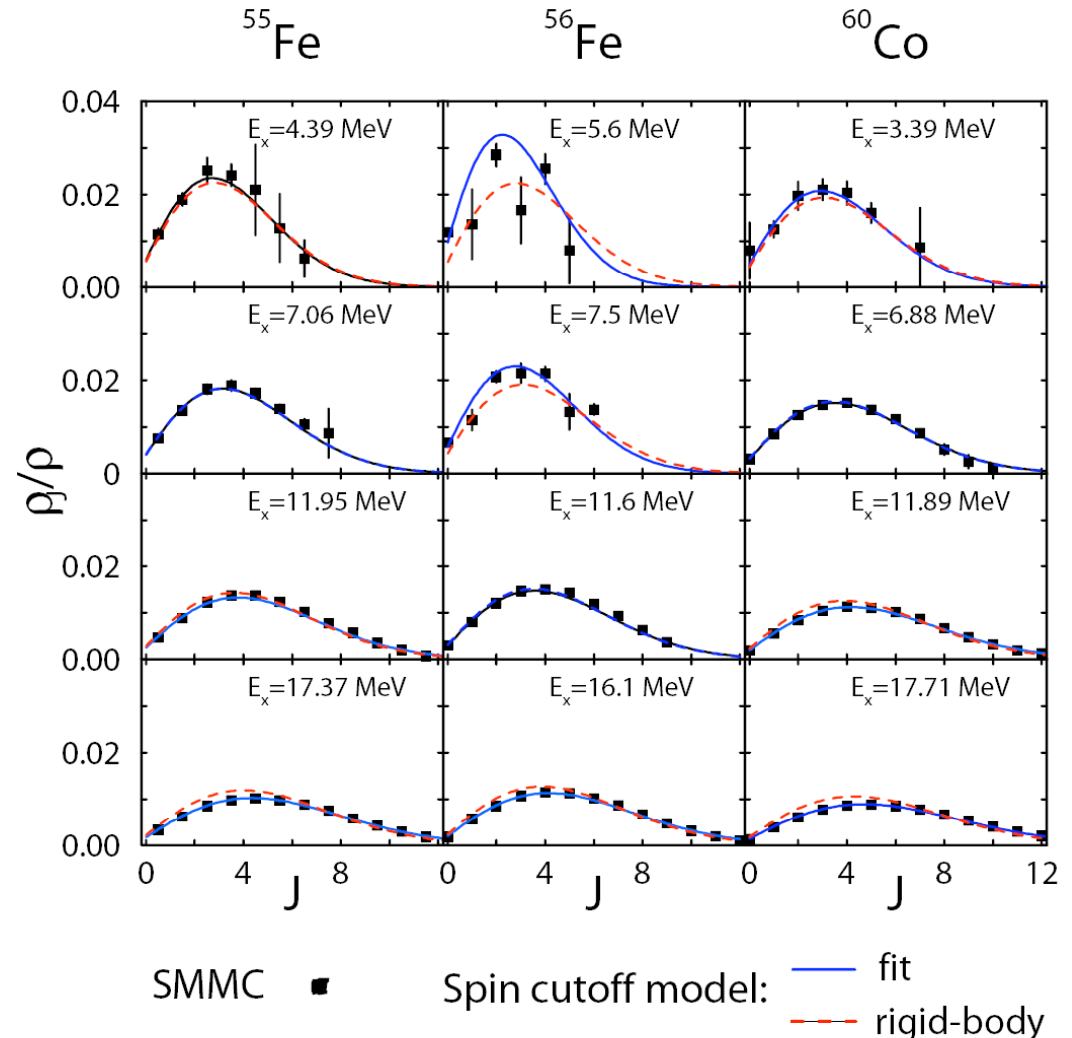 ⁵⁵Fe ⁵⁶Fe ⁶⁰Co
0.04
Eₓ=4.39 MeV Eₓ=5.6 MeV Eₓ=3.39 MeV
0.02
0.00
Eₓ=7.06 MeV Eₓ=7.5 MeV Eₓ=6.88 MeV
0.02
0
ρJ/ρ
Eₓ=11.95 MeV Eₓ=11.6 MeV Eₓ=11.89 MeV
0.02
0.00
Eₓ=17.37 MeV Eₓ=16.1 MeV Eₓ=17.71 MeV
0.02
0.00
0 4 8 0 4 8 0 4 8 12
J J J
SMMC Spin cutoff model: fit
rigid-body